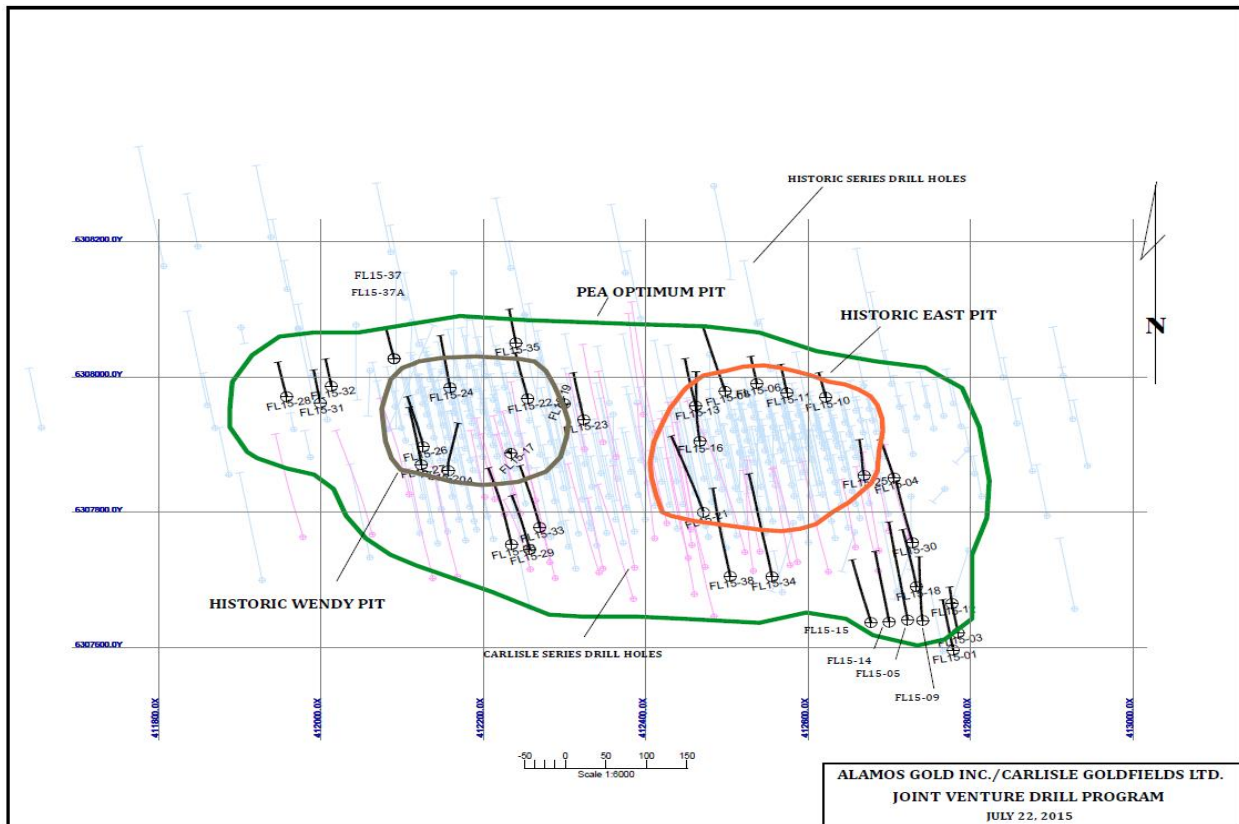 HISTORIC SERIES DRILL HOLES
6308200.0Y
FL15-37
FL15-37A
PEA OPTIMUM PIT
HISTORIC EAST PIT
N
FL15-35
6308000.0Y
FL15-28
FL15-32
FL15-31
FL15-24
FL15-22
FL15-19
FL15-23
FL15-13
FL15-08
FL15-06
FL15-11
FL15-10
FL15-16
FL15-26
FL15-17
FL15-25
FL15-04
6307800.0Y
FL15-33
FL15-29
FL15-30
FL15-38
FL15-34
FL15-18
HISTORIC WENDY PIT
FL15-15
FL15-03
6307600.0Y
CARLISLE SERIES DRILL HOLES
FL15-14
FL15-01
FL15-05
FL15-09
411800.0X
412000.0X
412200.0X
412400.0X
412600.0X
412800.0X
413000.0X
-50 0 50 100 150
Scale 1:6000
ALAMOS GOLD INC./CARLISLE GOLDFIELDS LTD.
JOINT VENTURE DRILL PROGRAM
JULY 22, 2015